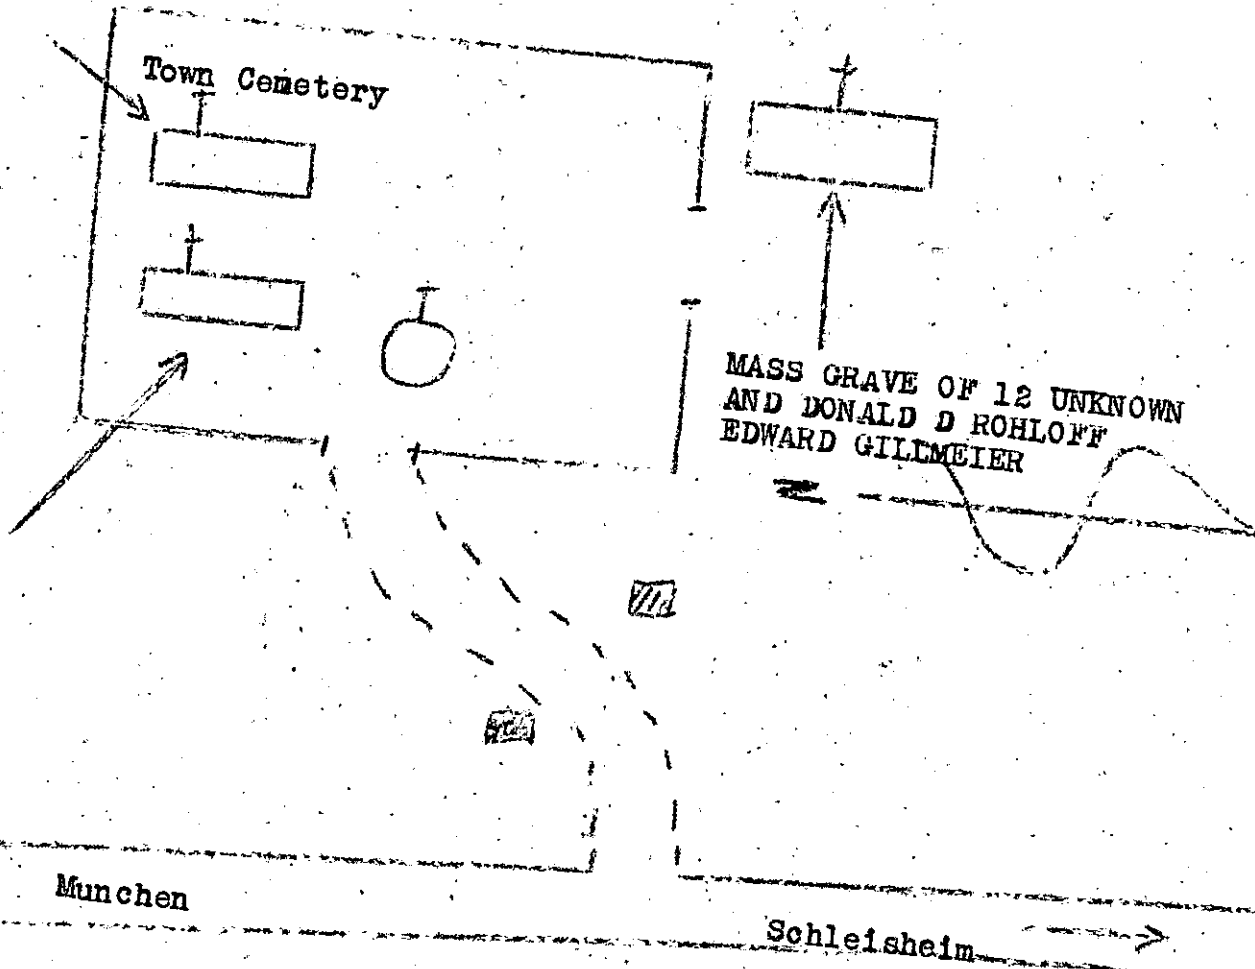 Town Cemetery
MASS GRAVE OF 12 UNKNOWN
AND DONALD D ROHLOFF
EDWARD GILLMEIER
Munchen
Schleisheim